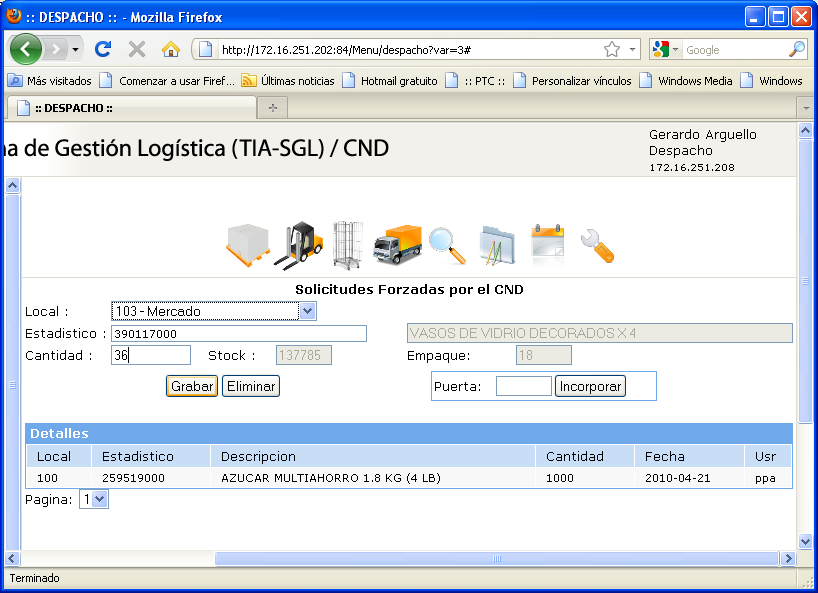 :: DESPACHO :: - Mozilla Firefox
http://172.16.251.202:84/Menu/despacho?var=3#
Google
Más visitados Comenzar a usar Firef... Últimas noticias Hotmail gratuito :: PTC :: Personalizar vínculos Windows Media Windows
:: DESPACHO ::
a de Gestión Logística (TIA-SGL) / CND
Gerardo Arguello
Despacho
172.16.251.208
Solicitudes Forzadas por el CND
Local : 103 - Mercado
Estadistico : 390117000 VASOS DE VIDRIO DECORADOS X 4
Cantidad : 36 Stock : 137785 Empaque: 18
Grabar Eliminar Puerta: Incorporar
Detalles
Local Estadistico Descripcion Cantidad Fecha Usr
100 259519000 AZUCAR MULTIAHORRO 1.8 KG (4 LB) 1000 2010-04-21 ppa
Pagina: 1
Terminado